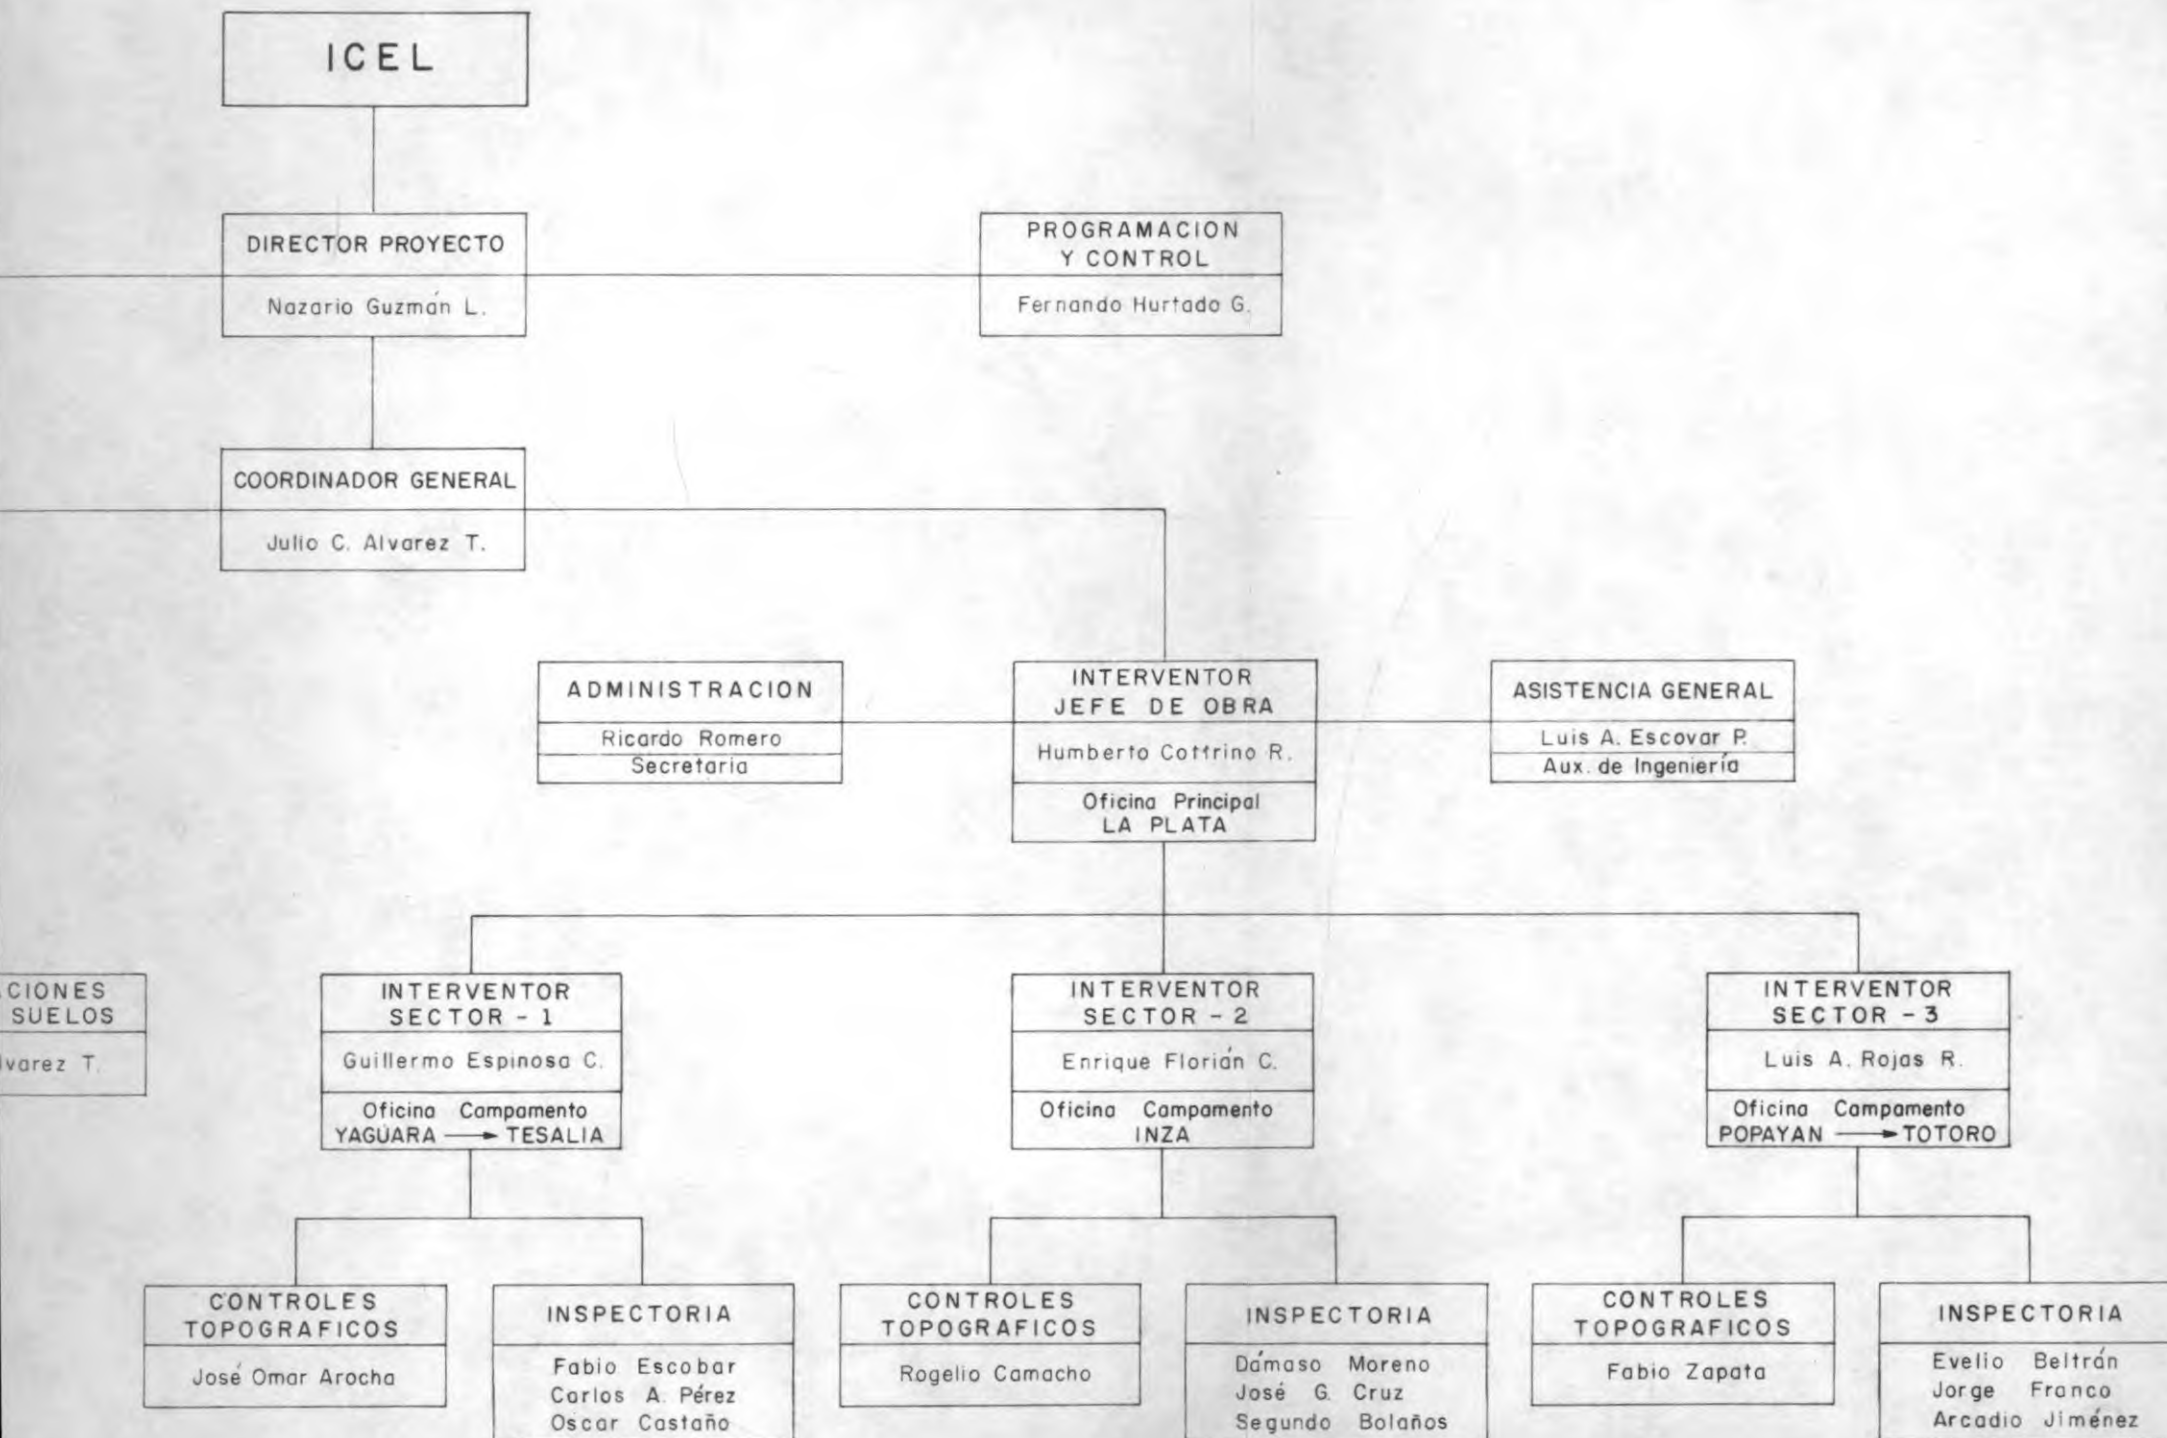 ICEL
DIRECTOR PROYECTO
Nazario Guzmán L.
PROGRAMACION
Y CONTROL
Fernando Hurtado G.
COORDINADOR GENERAL
Julio C. Alvarez T.
ADMINISTRACION
Ricardo Romero
Secretaria
INTERVENTOR
JEFE DE OBRA
Humberto Cottrino R.
Oficina Principal
LA PLATA
ASISTENCIA GENERAL
Luis A. Escovar P.
Aux. de Ingeniería
CIONES
SUELOS
lvarez T.
INTERVENTOR
SECTOR - 1
Guillermo Espinosa C.
Oficina Campamento
YAGUARA → TESALIA
INTERVENTOR
SECTOR - 2
Enrique Florián C.
Oficina Campamento
INZA
INTERVENTOR
SECTOR - 3
Luis A. Rojas R.
Oficina Campamento
POPAYAN → TOTORO
CONTROLES
TOPOGRAFICOS
José Omar Arocha
INSPECTORIA
Fabio Escobar
Carlos A. Pérez
Oscar Castaño
CONTROLES
TOPOGRAFICOS
Rogelio Camacho
INSPECTORIA
Dámaso Moreno
José G. Cruz
Segundo Bolaños
CONTROLES
TOPOGRAFICOS
Fabio Zapata
INSPECTORIA
Evelio Beltrán
Jorge Franco
Arcadio Jiménez